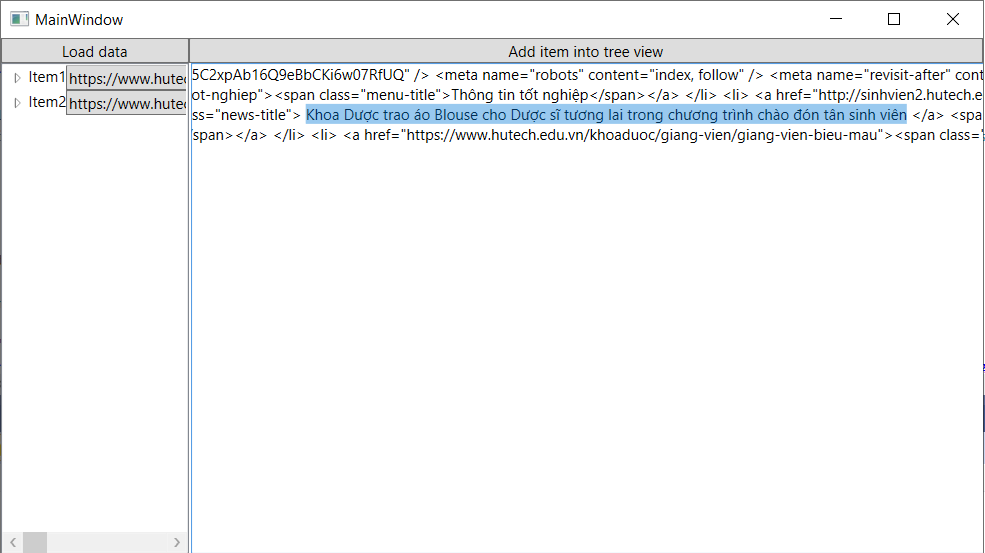 MainWindow
Load data
Add item into tree view
Item1 https://www.hutec
Item2 https://www.hutec
5C2xpAb16Q9eBbCKi6w07RfUQ" /> <meta name="robots" content="index, follow" /> <meta name="revisit-after" cont
ot-nghiep"><span class="menu-title">Thông tin tốt nghiệp</span></a> </li> <li> <a href="http://sinhvien2.hutech.e
ss="news-title"> Khoa Dược trao áo Blouse cho Dược sĩ tương lai trong chương trình chào đón tân sinh viên </a> <spa
/span></a> </li> <li> <a href="https://www.hutech.edu.vn/khoaduoc/giang-vien/giang-vien-bieu-mau"><span class="